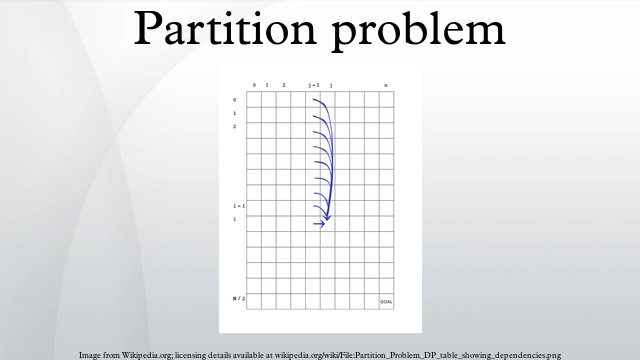 Partition problem
0 1 2 j-1 j n
0
1
2
i-1
i
N/2
GOAL
Image from Wikipedia.org; licensing details available at wikipedia.org/wiki/File:Partition_Problem_DP_table_showing_dependencies.png